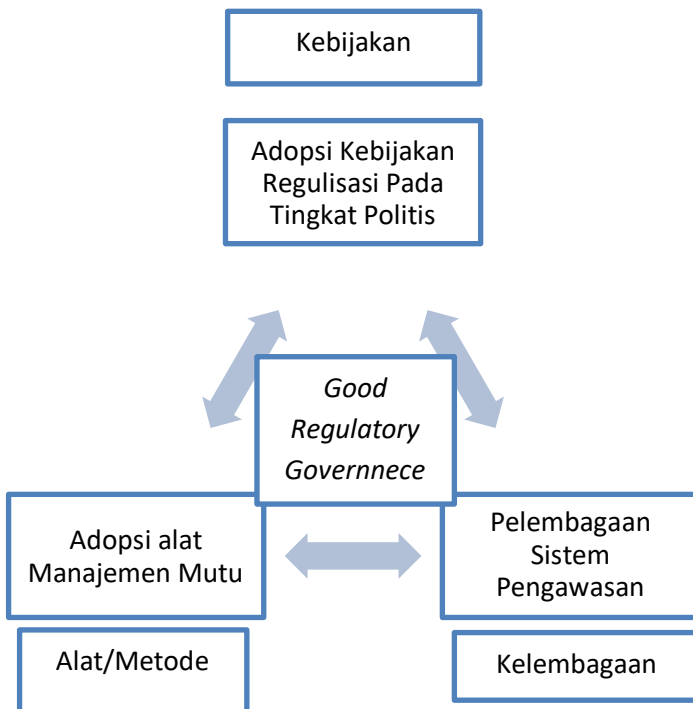 Kebijakan
Adopsi Kebijakan
Regulisasi Pada
Tingkat Politis
Good
Regulatory
Governnece
Adopsi alat
Manajemen Mutu
Pelembagaan
Sistem
Pengawasan
Alat/Metode
Kelembagaan